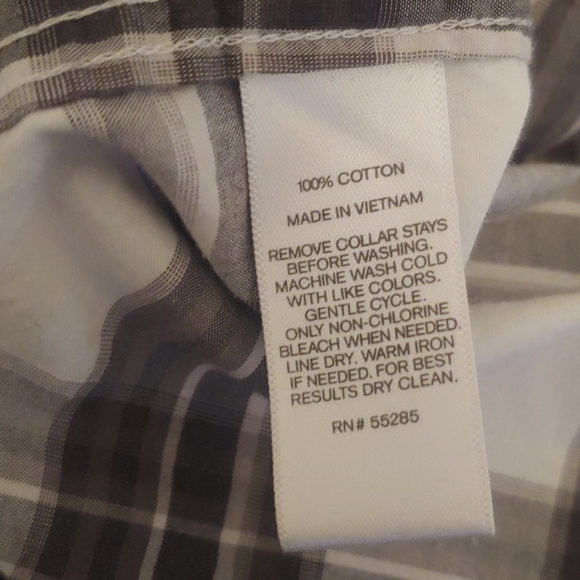 100% COTTON
MADE IN VIETNAM
REMOVE COLLAR STAYS
BEFORE WASHING.
MACHINE WASH COLD
WITH LIKE COLORS.
GENTLE CYCLE.
ONLY NON-CHLORINE
BLEACH WHEN NEEDED.
LINE DRY. WARM IRON
IF NEEDED. FOR BEST
RESULTS DRY CLEAN.
RN# 55285